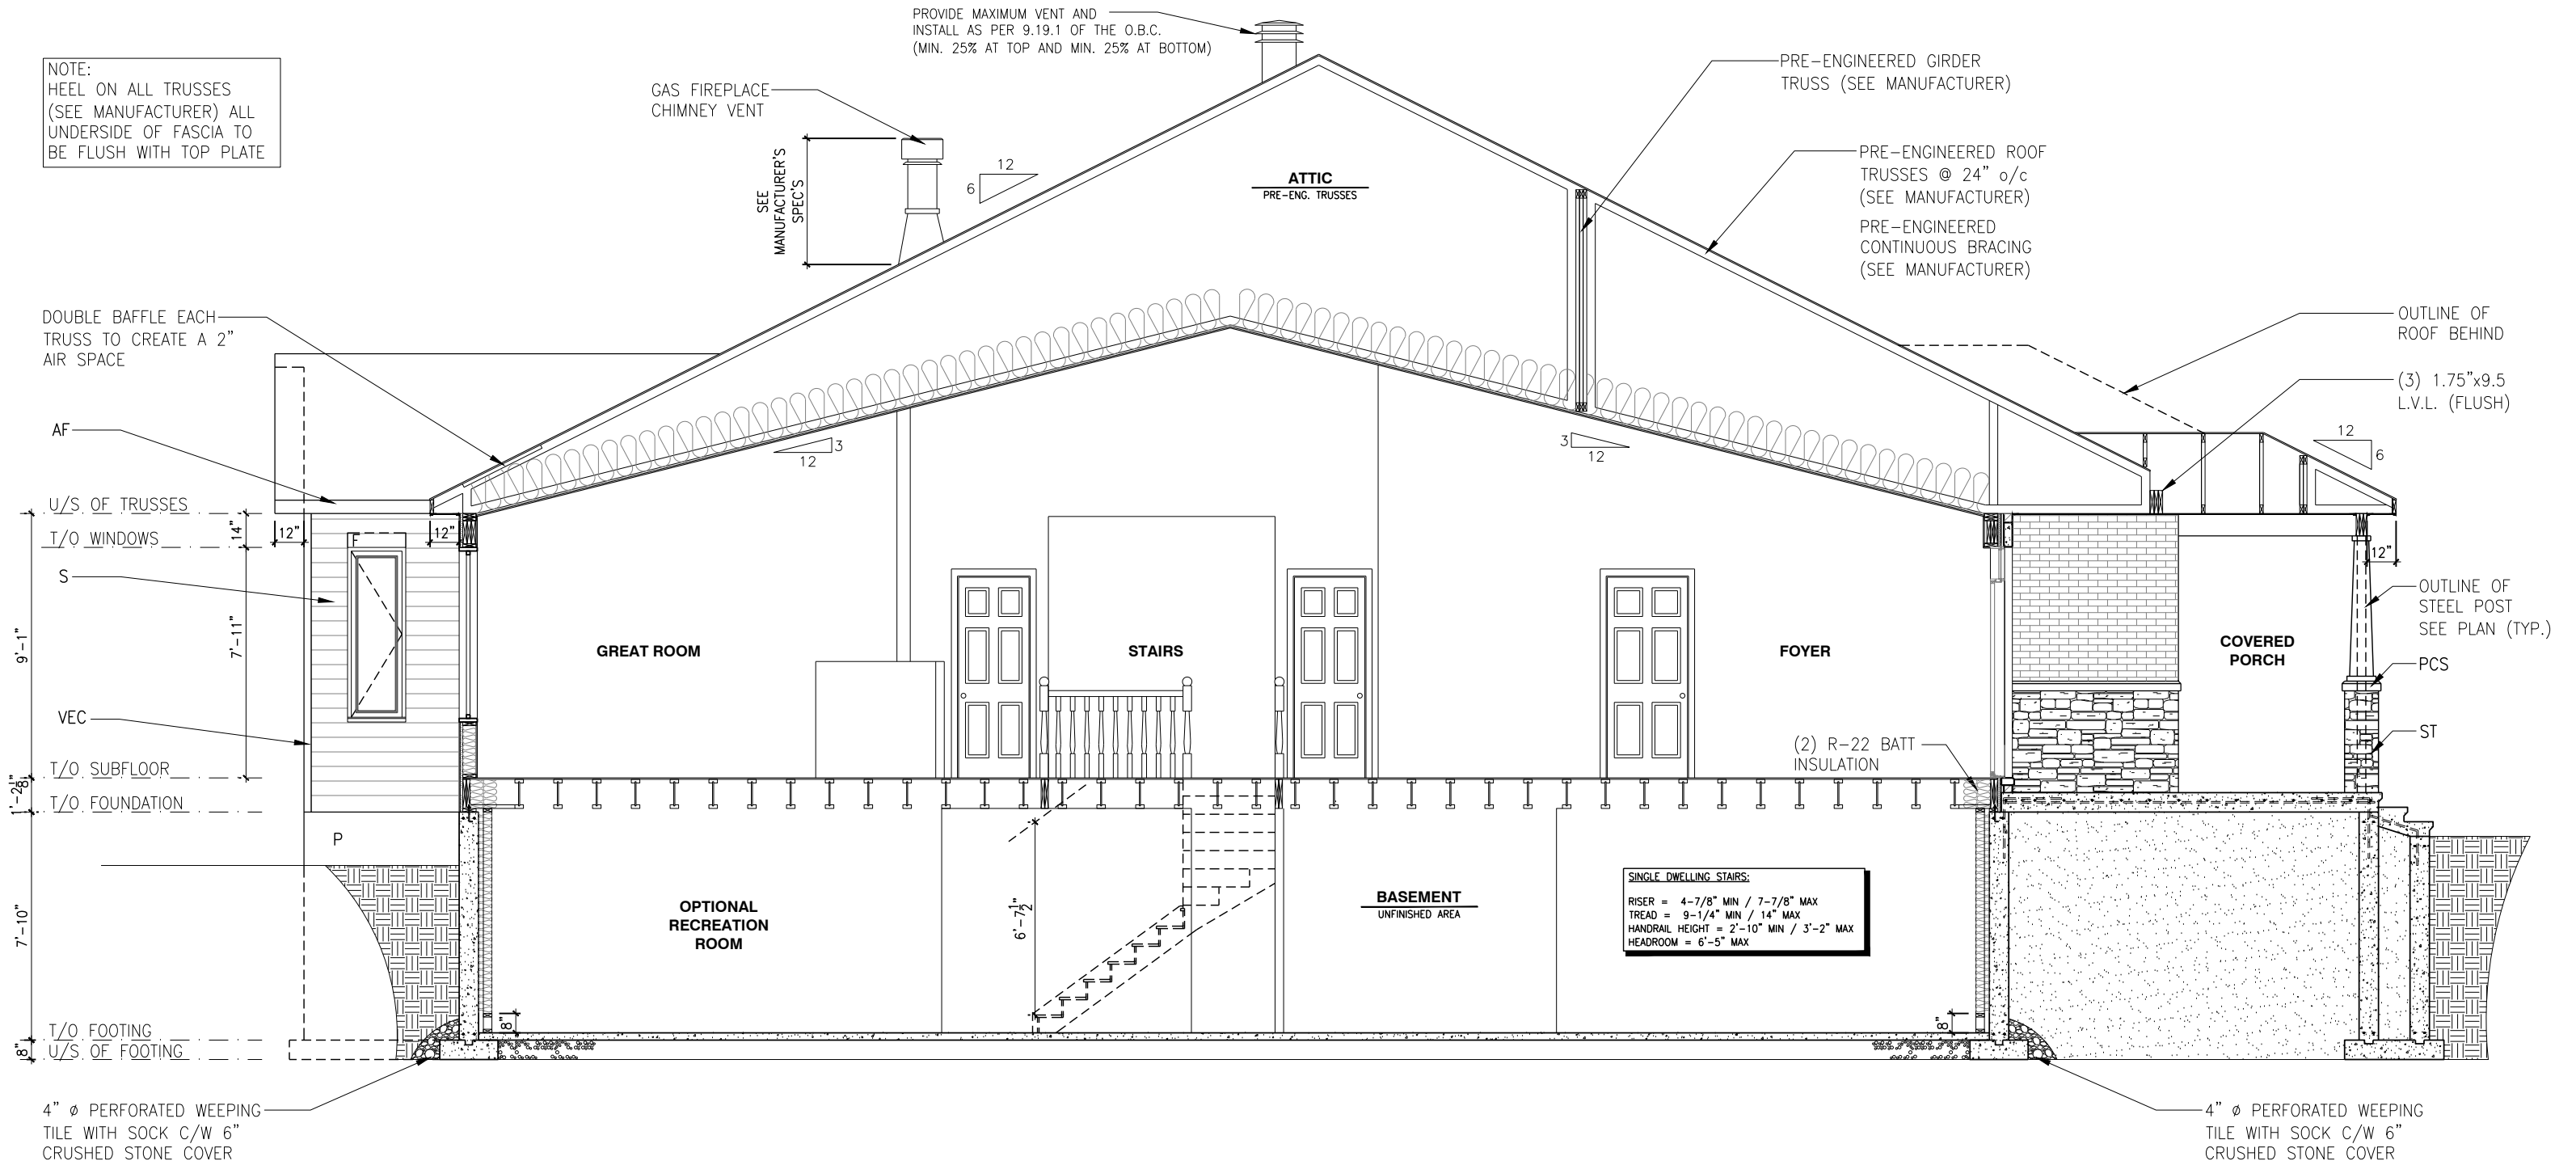 PROVIDE MAXIMUM VENT AND
INSTALL AS PER 9.19.1 OF THE O.B.C.
(MIN. 25% AT TOP AND MIN. 25% AT BOTTOM)
NOTE:
HEEL ON ALL TRUSSES
(SEE MANUFACTURER) ALL
UNDERSIDE OF FASCIA TO
BE FLUSH WITH TOP PLATE
GAS FIREPLACE
CHIMNEY VENT
SEE
MANUFACTURER'S
SPEC'S
12
6
ATTIC
PRE-ENG. TRUSSES
PRE-ENGINEERED GIRDER
TRUSS (SEE MANUFACTURER)
PRE-ENGINEERED ROOF
TRUSSES @ 24" o/c
(SEE MANUFACTURER)
PRE-ENGINEERED
CONTINUOUS BRACING
(SEE MANUFACTURER)
DOUBLE BAFFLE EACH
TRUSS TO CREATE A 2"
AIR SPACE
OUTLINE OF
ROOF BEHIND
(3) 1.75"x9.5
L.V.L. (FLUSH)
AF
3
12
3
12
12
6
U/S OF TRUSSES
14"
12"
12"
T/O WINDOWS
F
12"
S
9'-1"
7'-11"
OUTLINE OF
STEEL POST
SEE PLAN (TYP.)
GREAT ROOM
STAIRS
FOYER
COVERED
PORCH
PCS
VEC
ST
(2) R-22 BATT
INSULATION
T/O SUBFLOOR
1'-2 1/8"
T/O FOUNDATION
P
7'-10"
OPTIONAL
RECREATION
ROOM
6'-7 1/2"
BASEMENT
UNFINISHED AREA
SINGLE DWELLING STAIRS:
RISER = 4-7/8" MIN / 7-7/8" MAX
TREAD = 9-1/4" MIN / 14" MAX
HANDRAIL HEIGHT = 2'-10" MIN / 3'-2" MAX
HEADROOM = 6'-5" MAX
8"
8"
T/O FOOTING
8"
U/S OF FOOTING
4" ø PERFORATED WEEPING
TILE WITH SOCK C/W 6"
CRUSHED STONE COVER
4" ø PERFORATED WEEPING
TILE WITH SOCK C/W 6"
CRUSHED STONE COVER